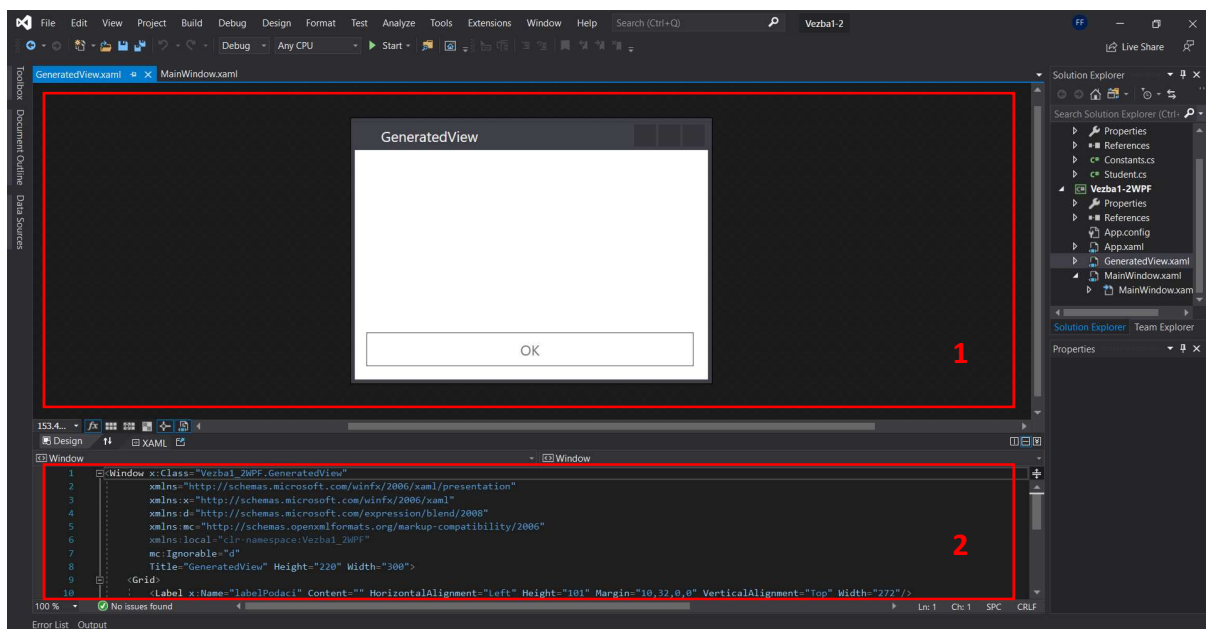 File Edit View Project Build Debug Design Format Test Analyze Tools Extensions Window Help Search (Ctrl+Q) Vezba1-2 FF
Debug Any CPU Start Live Share
Toolbox
Document Outline
Data Sources
GeneratedView.xaml MainWindow.xaml
GeneratedView
OK
1
153.4...
Design XAML
Window Window
1 <Window x:Class="Vezba1_2WPF.GeneratedView"
2 xmlns="http://schemas.microsoft.com/winfx/2006/xaml/presentation"
3 xmlns:x="http://schemas.microsoft.com/winfx/2006/xaml"
4 xmlns:d="http://schemas.microsoft.com/expression/blend/2008"
5 xmlns:mc="http://schemas.openxmlformats.org/markup-compatibility/2006"
6 xmlns:local="clr-namespace:Vezba1_2WPF"
7 mc:Ignorable="d"
8 Title="GeneratedView" Height="220" Width="300">
9 <Grid>
10 <Label x:Name="labelPodaci" Content="" HorizontalAlignment="Left" Height="101" Margin="10,32,0,0" VerticalAlignment="Top" Width="272"/>
2
100 % No issues found Ln: 1 Ch: 1 SPC CRLF
Error List Output
Solution Explorer
Search Solution Explorer (Ctrl+
Properties
References
C# Constants.cs
C# Student.cs
C# Vezba1-2WPF
Properties
References
App.config
App.xaml
GeneratedView.xaml
MainWindow.xaml
MainWindow.xam
Solution Explorer Team Explorer
Properties